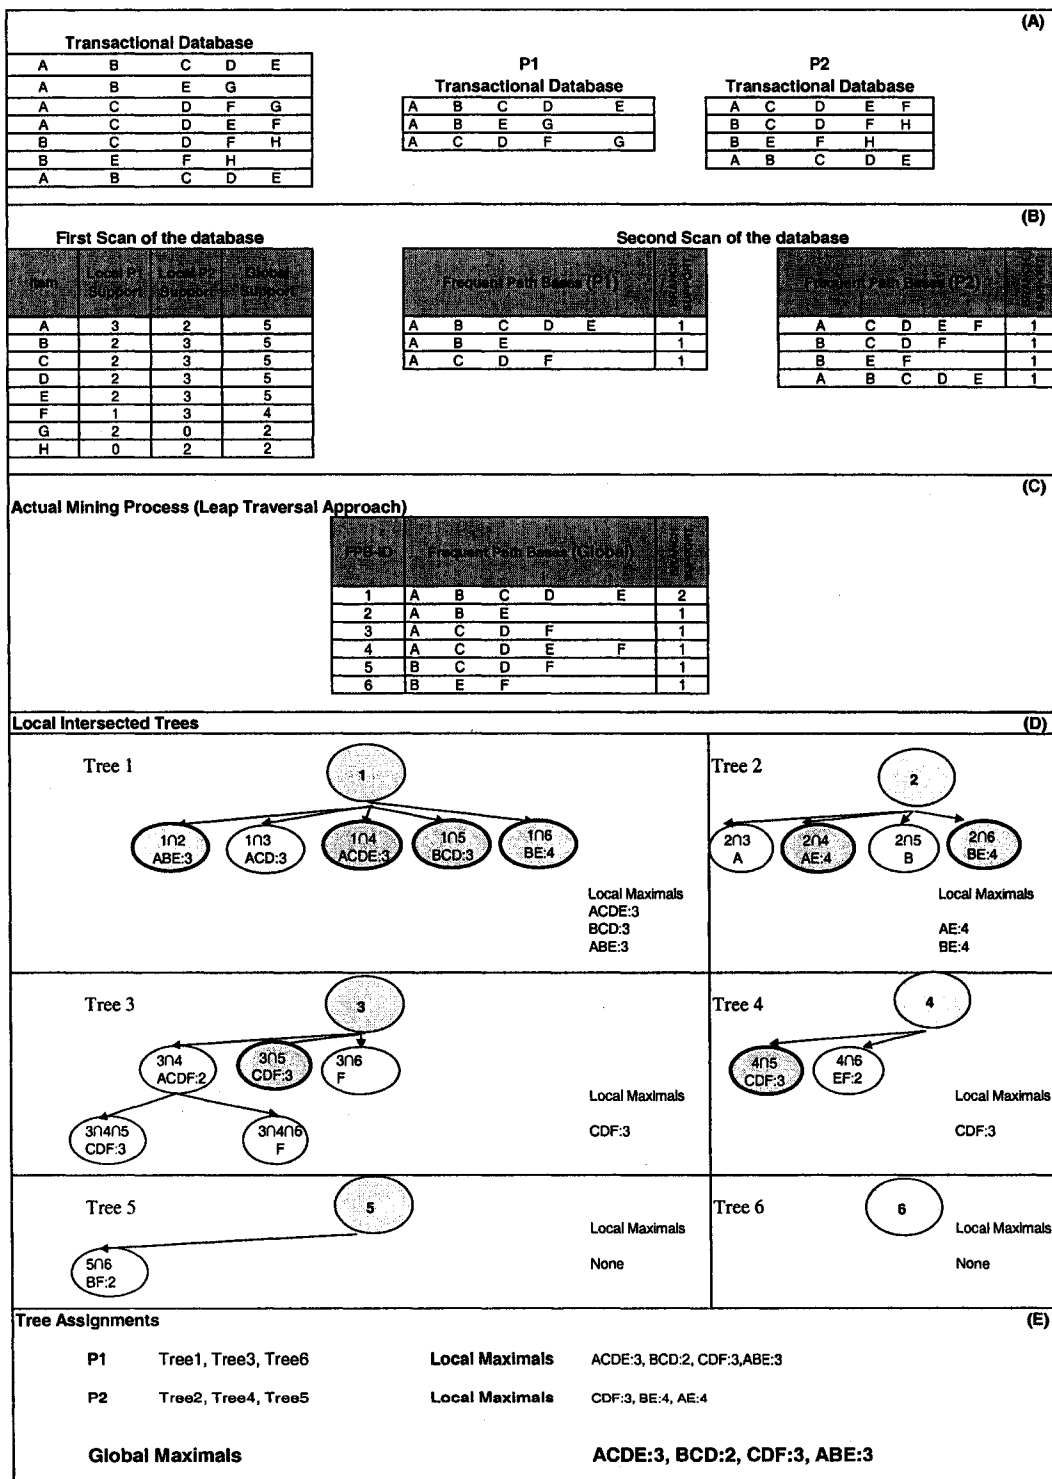 (A)
Transactional Database
A B C D E
A B E G
A C D F G
A C D E F
B C D F H
B E F H
A B C D E
P1
Transactional Database
A B C D E
A B E G
A C D F G
P2
Transactional Database
A C D E F
B C D F H
B E F H
A B C D E
(B)
First Scan of the database
Item Local P1 Support Local P2 Support Global Support
A 3 2 5
B 2 3 5
C 2 3 5
D 2 3 5
E 2 3 5
F 1 3 4
G 2 0 2
H 0 2 2
Second Scan of the database
Frequent Path Bases (P1) BRANCH SUPPORT
A B C D E 1
A B E 1
A C D F 1
Frequent Path Bases (P2) BRANCH SUPPORT
A C D E F 1
B C D F 1
B E F 1
A B C D E 1
(C)
Actual Mining Process (Leap Traversal Approach)
FPB-ID Frequent Path Bases (Global) BRANCH SUPPORT
1 A B C D E 2
2 A B E 1
3 A C D F 1
4 A C D E F 1
5 B C D F 1
6 B E F 1
Local Intersected Trees (D)
Tree 1
1
1∩2
ABE:3
1∩3
ACD:3
1∩4
ACDE:3
1∩5
BCD:3
1∩6
BE:4
Local Maximals
ACDE:3
BCD:3
ABE:3
Tree 2
2
2∩3
A
2∩4
AE:4
2∩5
B
2∩6
BE:4
Local Maximals
AE:4
BE:4
Tree 3
3
3∩4
ACDF:2
3∩5
CDF:3
3∩6
F
3∩4∩5
CDF:3
3∩4∩6
F
Local Maximals
CDF:3
Tree 4
4
4∩5
CDF:3
4∩6
EF:2
Local Maximals
CDF:3
Tree 5
5
5∩6
BF:2
Local Maximals
None
Tree 6
6
Local Maximals
None
Tree Assignments (E)
P1 Tree1, Tree3, Tree6 Local Maximals ACDE:3, BCD:2, CDF:3,ABE:3
P2 Tree2, Tree4, Tree5 Local Maximals CDF:3, BE:4, AE:4
Global Maximals ACDE:3, BCD:2, CDF:3, ABE:3